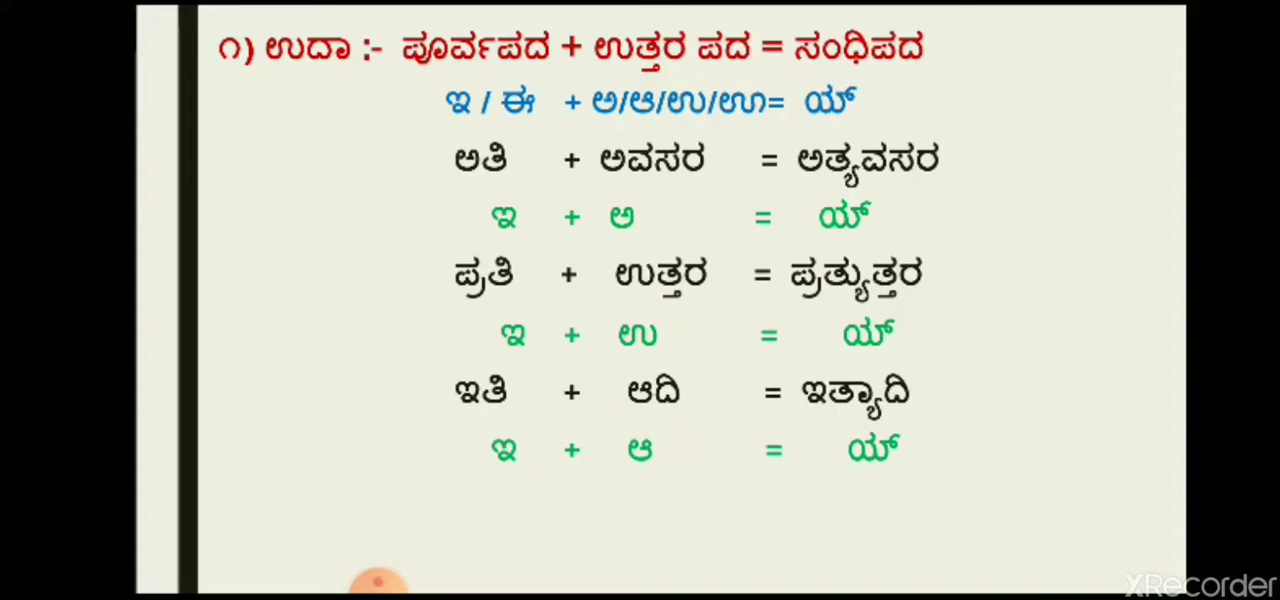 ೧) ಉದಾ :- ಪೂರ್ವಪದ + ಉತ್ತರ ಪದ = ಸಂಧಿಪದ
ಇ / ಈ + ಅ/ಆ/ಉ/ಊ= ಯ್
ಅತಿ + ಅವಸರ = ಅತ್ಯವಸರ
ಇ + ಅ = ಯ್
ಪ್ರತಿ + ಉತ್ತರ = ಪ್ರತ್ಯುತ್ತರ
ಇ + ಉ = ಯ್
ಇತಿ + ಆದಿ = ಇತ್ಯಾದಿ
ಇ + ಆ = ಯ್
XRecorder